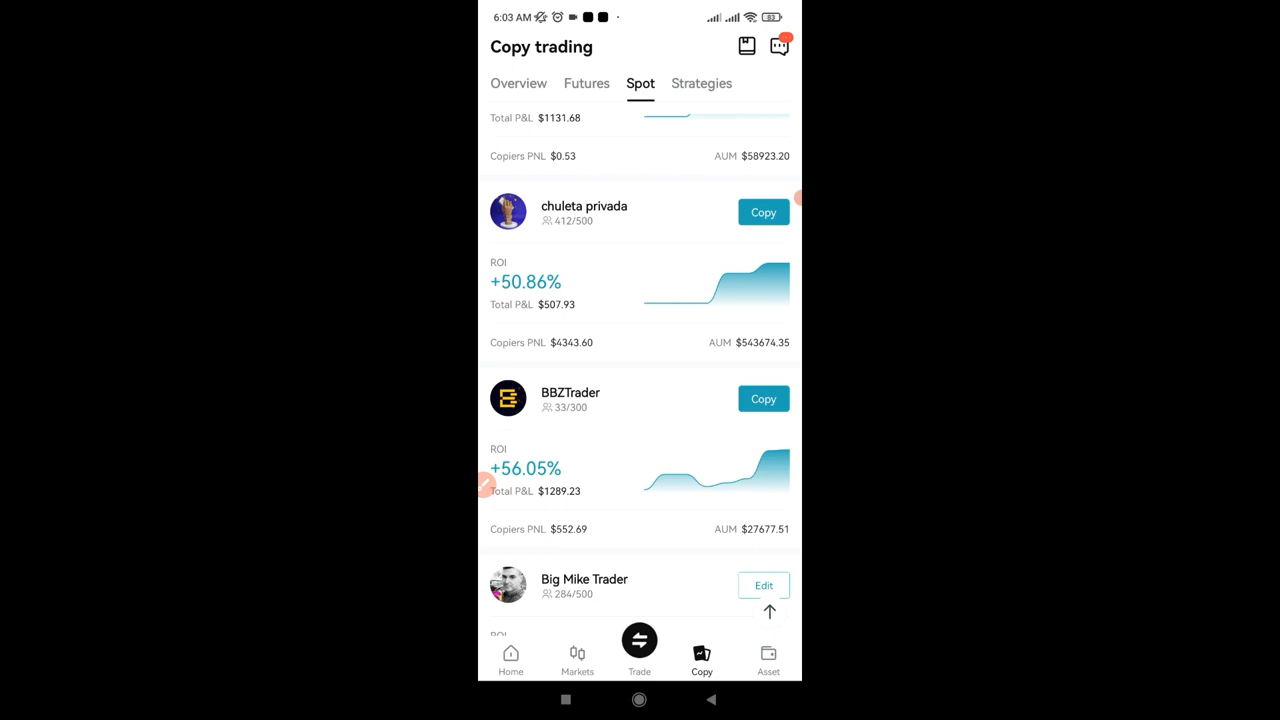 6:03 AM
83
Copy trading
Overview Futures Spot Strategies
Total P&L $1131.68
Copiers PNL $0.53 AUM $58923.20
chuleta privada
412/500
Copy
ROI
+50.86%
Total P&L $507.93
Copiers PNL $4343.60 AUM $543674.35
BBZTrader
33/300
Copy
ROI
+56.05%
Total P&L $1289.23
Copiers PNL $552.69 AUM $27677.51
Big Mike Trader
284/500
Edit
ROI
Home Markets Trade Copy Asset